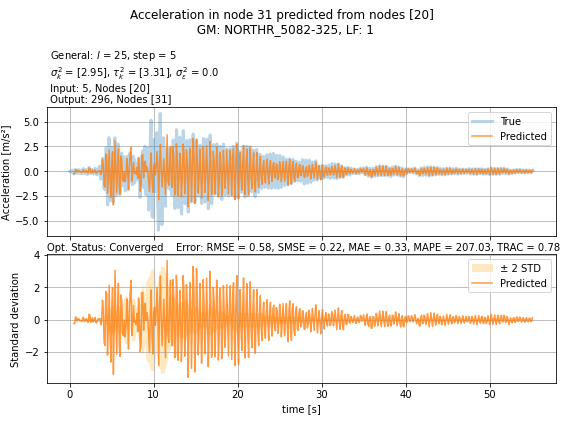 Acceleration in node 31 predicted from nodes [20]
GM: NORTHR_5082-325, LF: 1
General: l = 25, step = 5
σ²ₖ = [2.95], τ²ₖ = [3.31], σ²ε = 0.0
Input: 5, Nodes [20]
Output: 296, Nodes [31]
True
Predicted
5.0
2.5
0.0
−2.5
−5.0
Acceleration [m/s²]
Opt. Status: Converged    Error: RMSE = 0.58, SMSE = 0.22, MAE = 0.33, MAPE = 207.03, TRAC = 0.78
± 2 STD
Predicted
4
2
0
−2
Standard deviation
0 10 20 30 40 50
time [s]